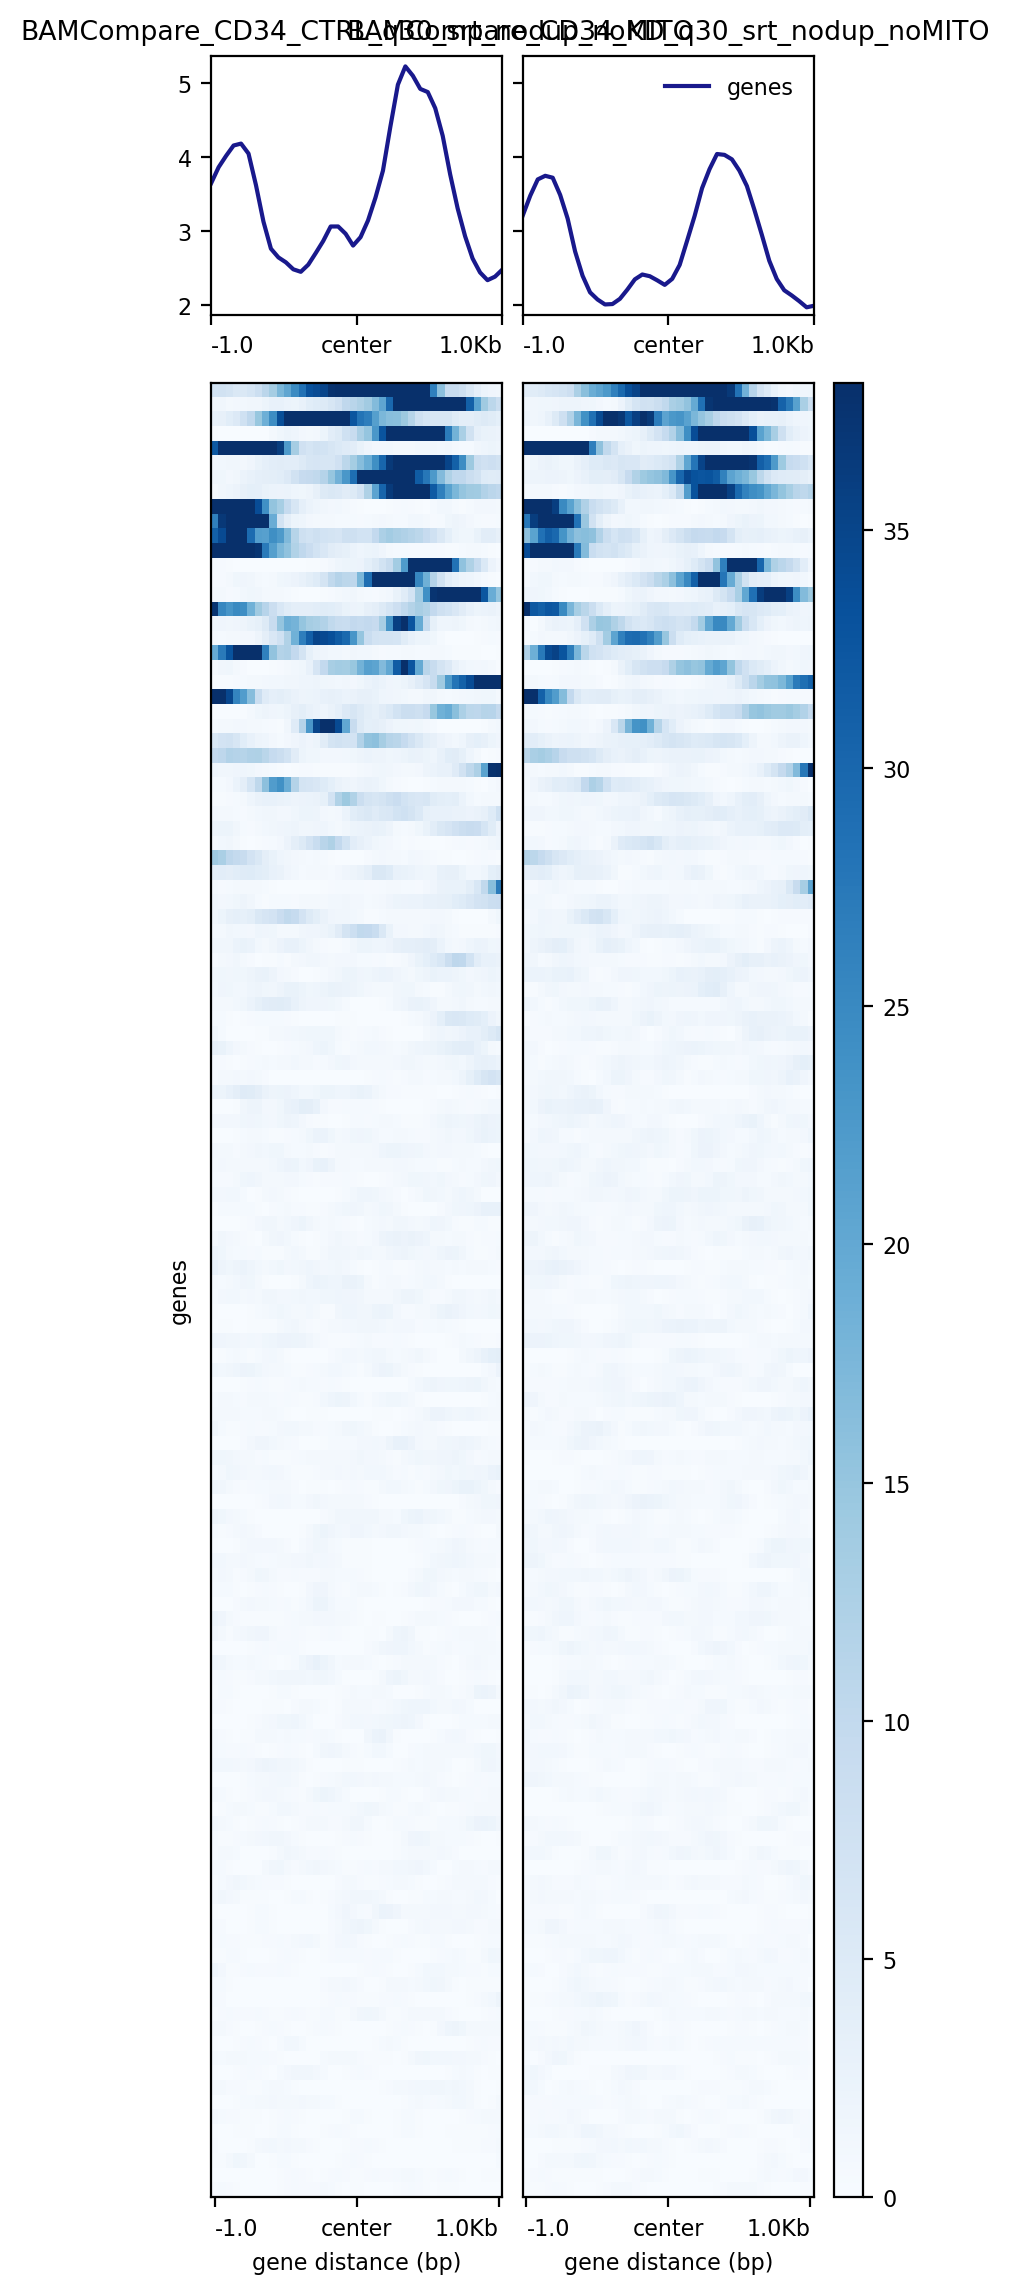 BAMCompare_CD34_CTRL_q30_srt_nodup_noMITO
BAMCompare_CD34_KD_q30_srt_nodup_noMITO
5
4
3
2
genes
-1.0 center 1.0Kb
-1.0 center 1.0Kb
genes
35
30
25
20
15
10
5
0
-1.0 center 1.0Kb
-1.0 center 1.0Kb
gene distance (bp)
gene distance (bp)